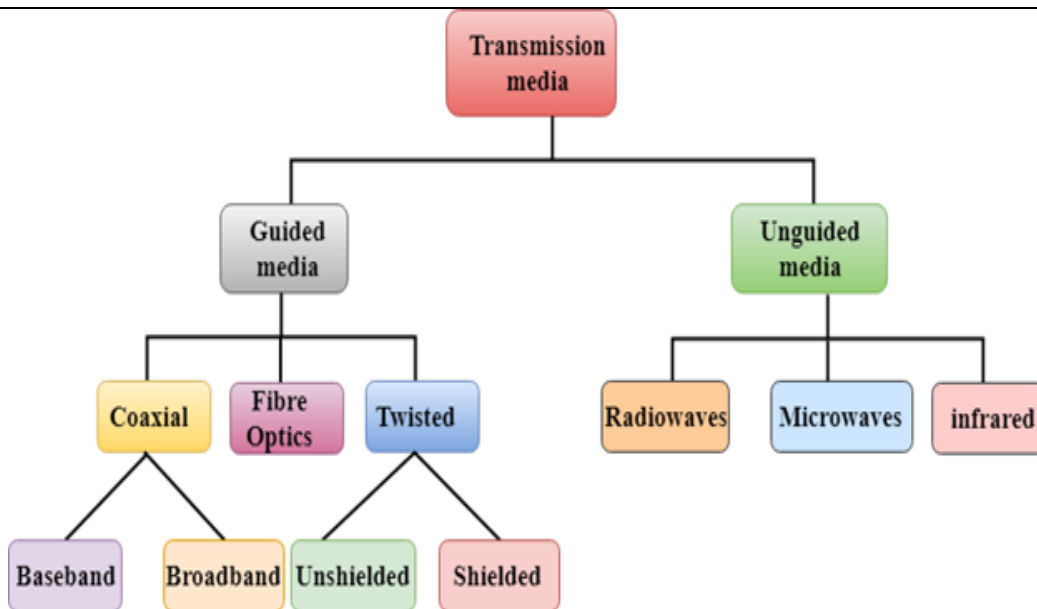 Transmission
media
Guided
media
Unguided
media
Coaxial
Fibre
Optics
Twisted
Radiowaves
Microwaves
infrared
Baseband
Broadband
Unshielded
Shielded